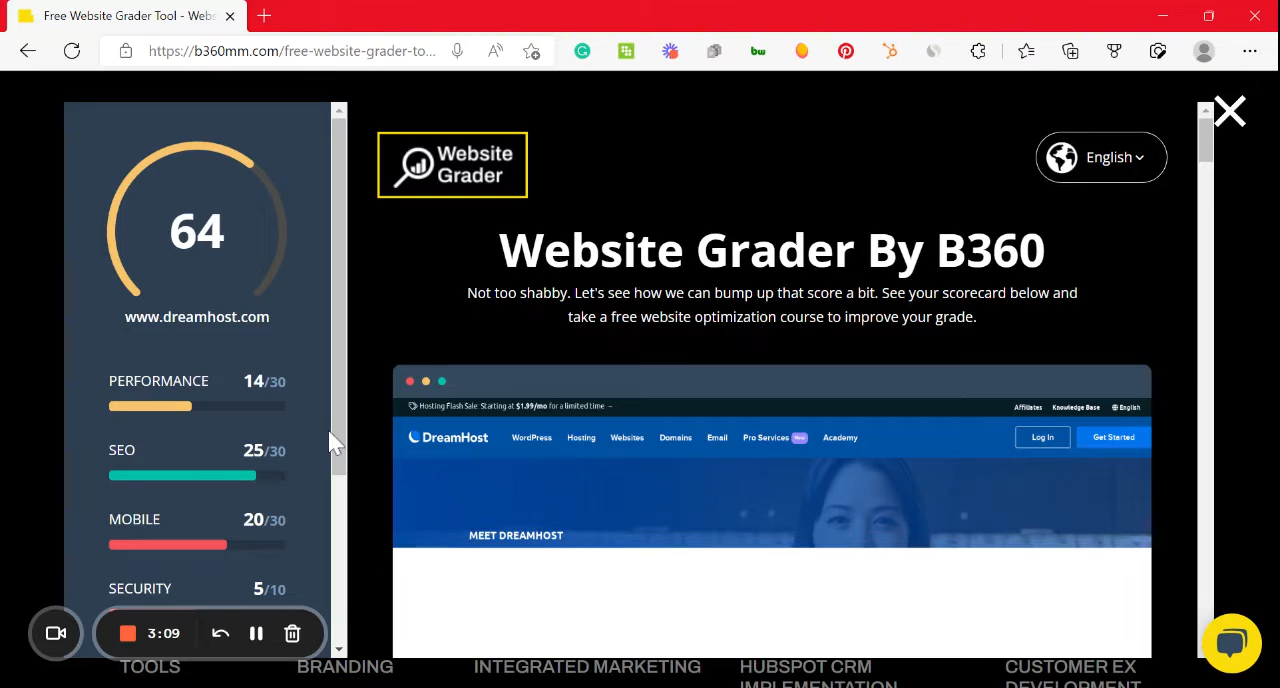 Free Website Grader Tool - Webs
https://b360mm.com/free-website-grader-to...
bw
64
www.dreamhost.com
PERFORMANCE 14/30
SEO 25/30
MOBILE 20/30
SECURITY 5/10
3:09
Website
Grader
English
Website Grader By B360
Not too shabby. Let's see how we can bump up that score a bit. See your scorecard below and
take a free website optimization course to improve your grade.
Hosting Flash Sale: Starting at $1.99/mo for a limited time →
Affiliates Knowledge Base English
DreamHost WordPress Hosting Websites Domains Email Pro Services New Academy Log In Get Started
MEET DREAMHOST
TOOLS BRANDING INTEGRATED MARKETING HUBSPOT CRM CUSTOMER EX
IMPLEMENTATION DEVELOPMENT